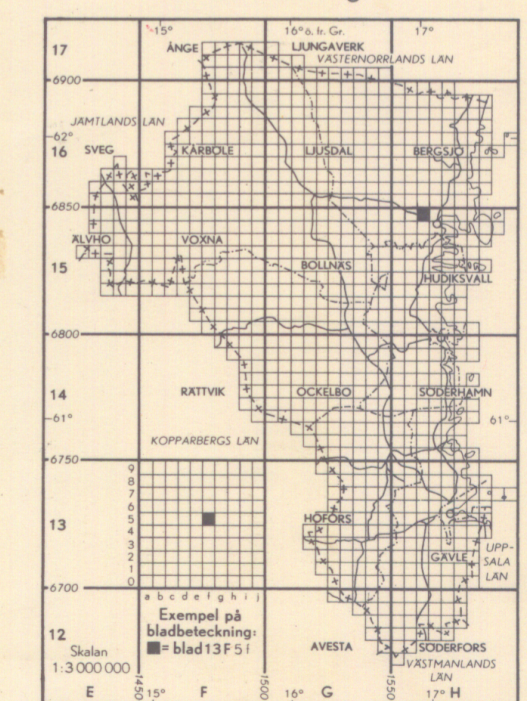 15° 16° ö. fr. Gr. 17°
17 ÅNGE LJUNGAVERK
VÄSTERNORRLANDS LÄN
6900
JÄMTLANDS LÄN
62°
16 SVEG KÅRBÖLE LJUSDAL BERGSJÖ
6850
ÄLVHO VOXNA
15 BOLLNÄS
HUDIKSVALL
6800
RÄTTVIK OCKELBO SÖDERHAMN
14
61° 61°
KOPPARBERGS LÄN
6750
9
8
7
6
5
4
3
2
1
0
13 HOFORS
GÄVLE UPP-
SALA
LÄN
6700
a b c d e f g h i j
Exempel på
bladbeteckning:
= blad 13 F 5 f
12
Skalan
1:3 000 000
AVESTA SÖDERFORS
VÄSTMANLANDS
LÄN
E 1450 15° F 1500 16° G 1550 17° H